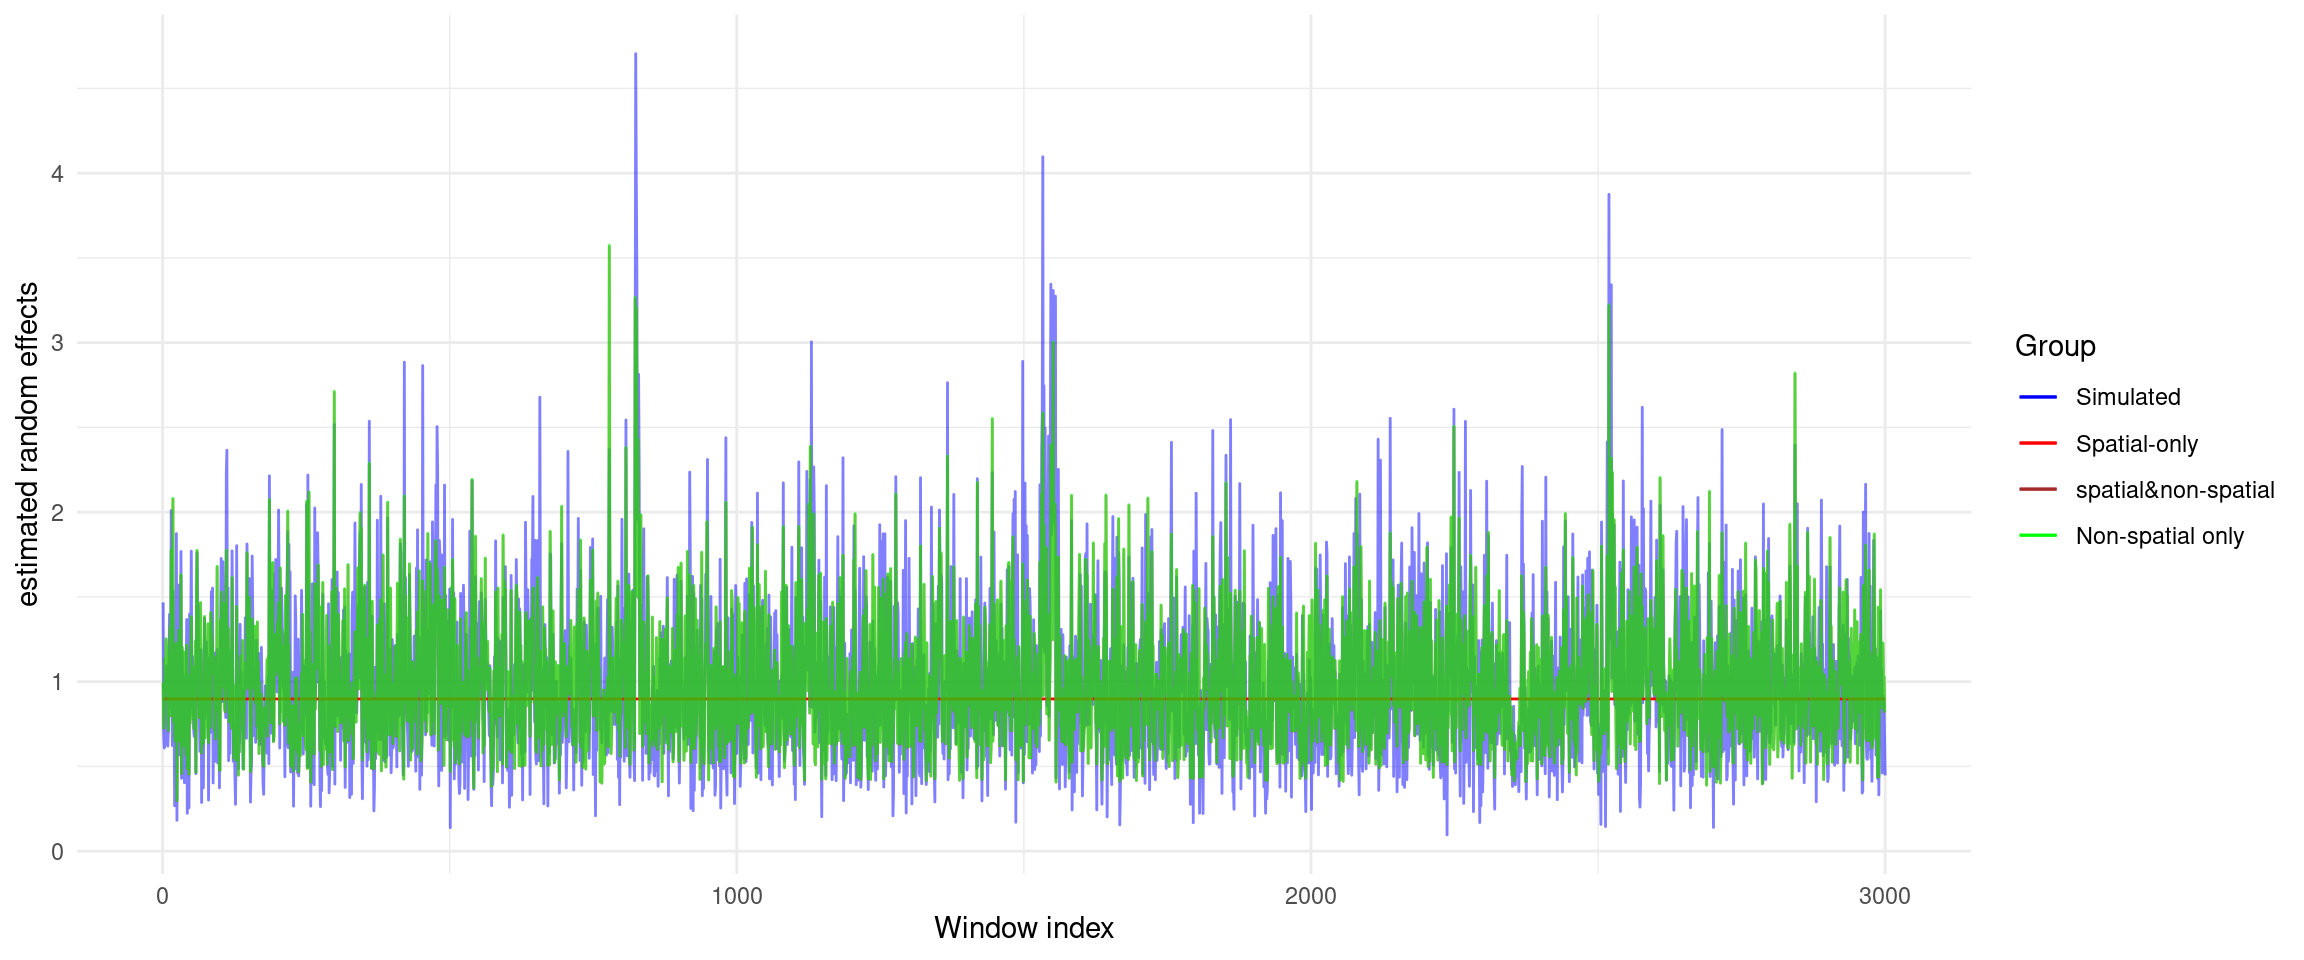 estimated random effects
4
3
2
1
0
0
1000
2000
3000
Window index
Group
Simulated
Spatial-only
spatial&non-spatial
Non-spatial only